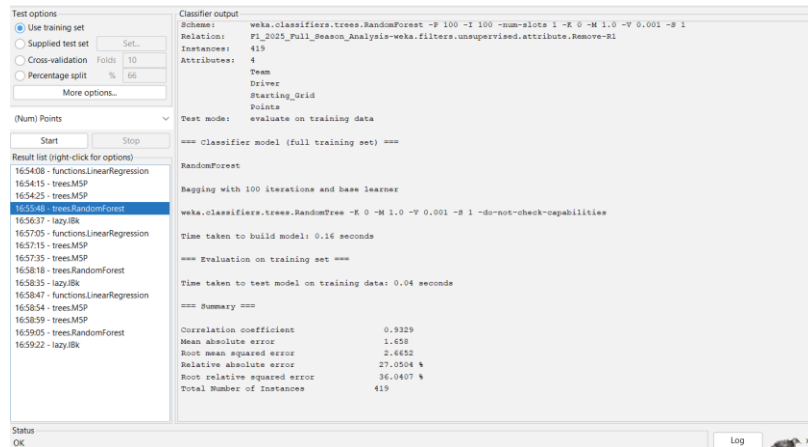 Test options
Use training set
Supplied test set Set...
Cross-validation Folds 10
Percentage split % 66
More options...
(Num) Points
Start Stop
Result list (right-click for options)
16:54:08 - functions.LinearRegression
16:54:15 - trees.M5P
16:54:25 - trees.M5P
16:55:48 - trees.RandomForest
16:56:37 - lazy.IBk
16:57:05 - functions.LinearRegression
16:57:15 - trees.M5P
16:57:35 - trees.M5P
16:58:18 - trees.RandomForest
16:58:35 - lazy.IBk
16:58:47 - functions.LinearRegression
16:58:54 - trees.M5P
16:58:59 - trees.M5P
16:59:05 - trees.RandomForest
16:59:22 - lazy.IBk
Classifier output
Scheme: weka.classifiers.trees.RandomForest -P 100 -I 100 -num-slots 1 -K 0 -M 1.0 -V 0.001 -S 1
Relation: F1_2025_Full_Season_Analysis-weka.filters.unsupervised.attribute.Remove-R1
Instances: 419
Attributes: 4
Team
Driver
Starting_Grid
Points
Test mode: evaluate on training data
=== Classifier model (full training set) ===
RandomForest
Bagging with 100 iterations and base learner
weka.classifiers.trees.RandomTree -K 0 -M 1.0 -V 0.001 -S 1 -do-not-check-capabilities
Time taken to build model: 0.16 seconds
=== Evaluation on training set ===
Time taken to test model on training data: 0.04 seconds
=== Summary ===
Correlation coefficient 0.9329
Mean absolute error 1.658
Root mean squared error 2.6652
Relative absolute error 27.0504 %
Root relative squared error 36.0407 %
Total Number of Instances 419
Status
OK
Log